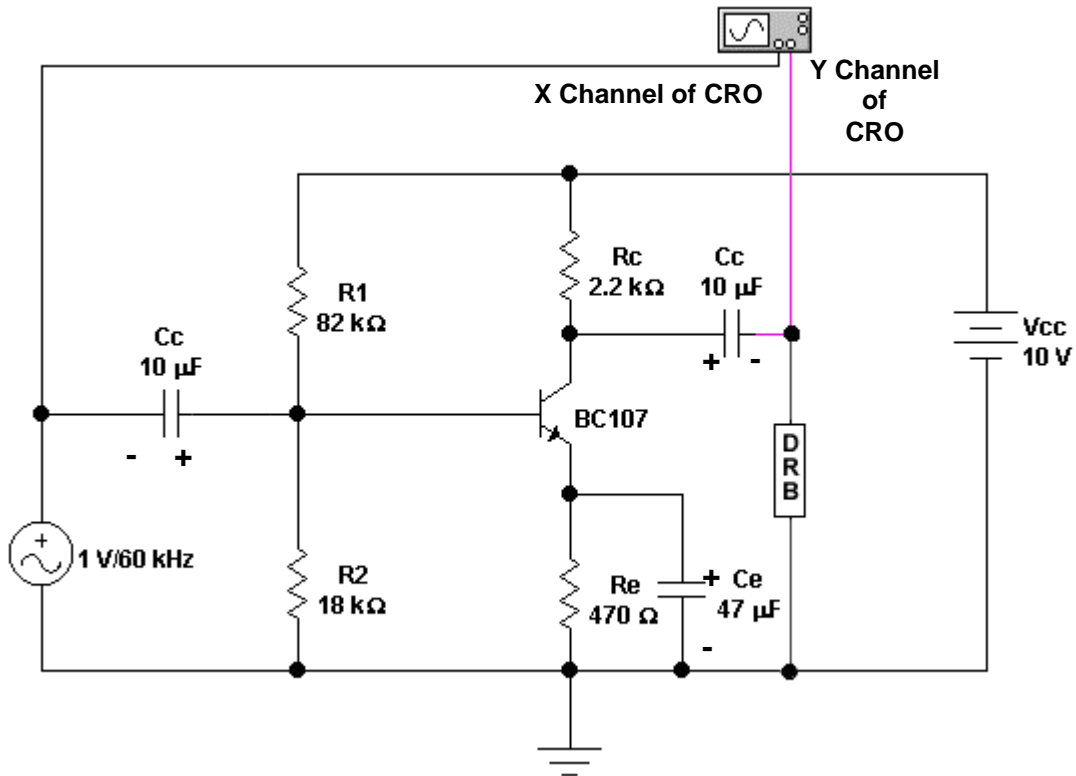 X Channel of CRO
Y Channel
of
CRO
Rc
2.2 kΩ
Cc
10 μF
+ -
R1
82 kΩ
Cc
10 μF
- +
BC107
Vcc
10 V
D
R
B
+
1 V/60 kHz
R2
18 kΩ
Re
470 Ω
+ Ce
47 μF
-